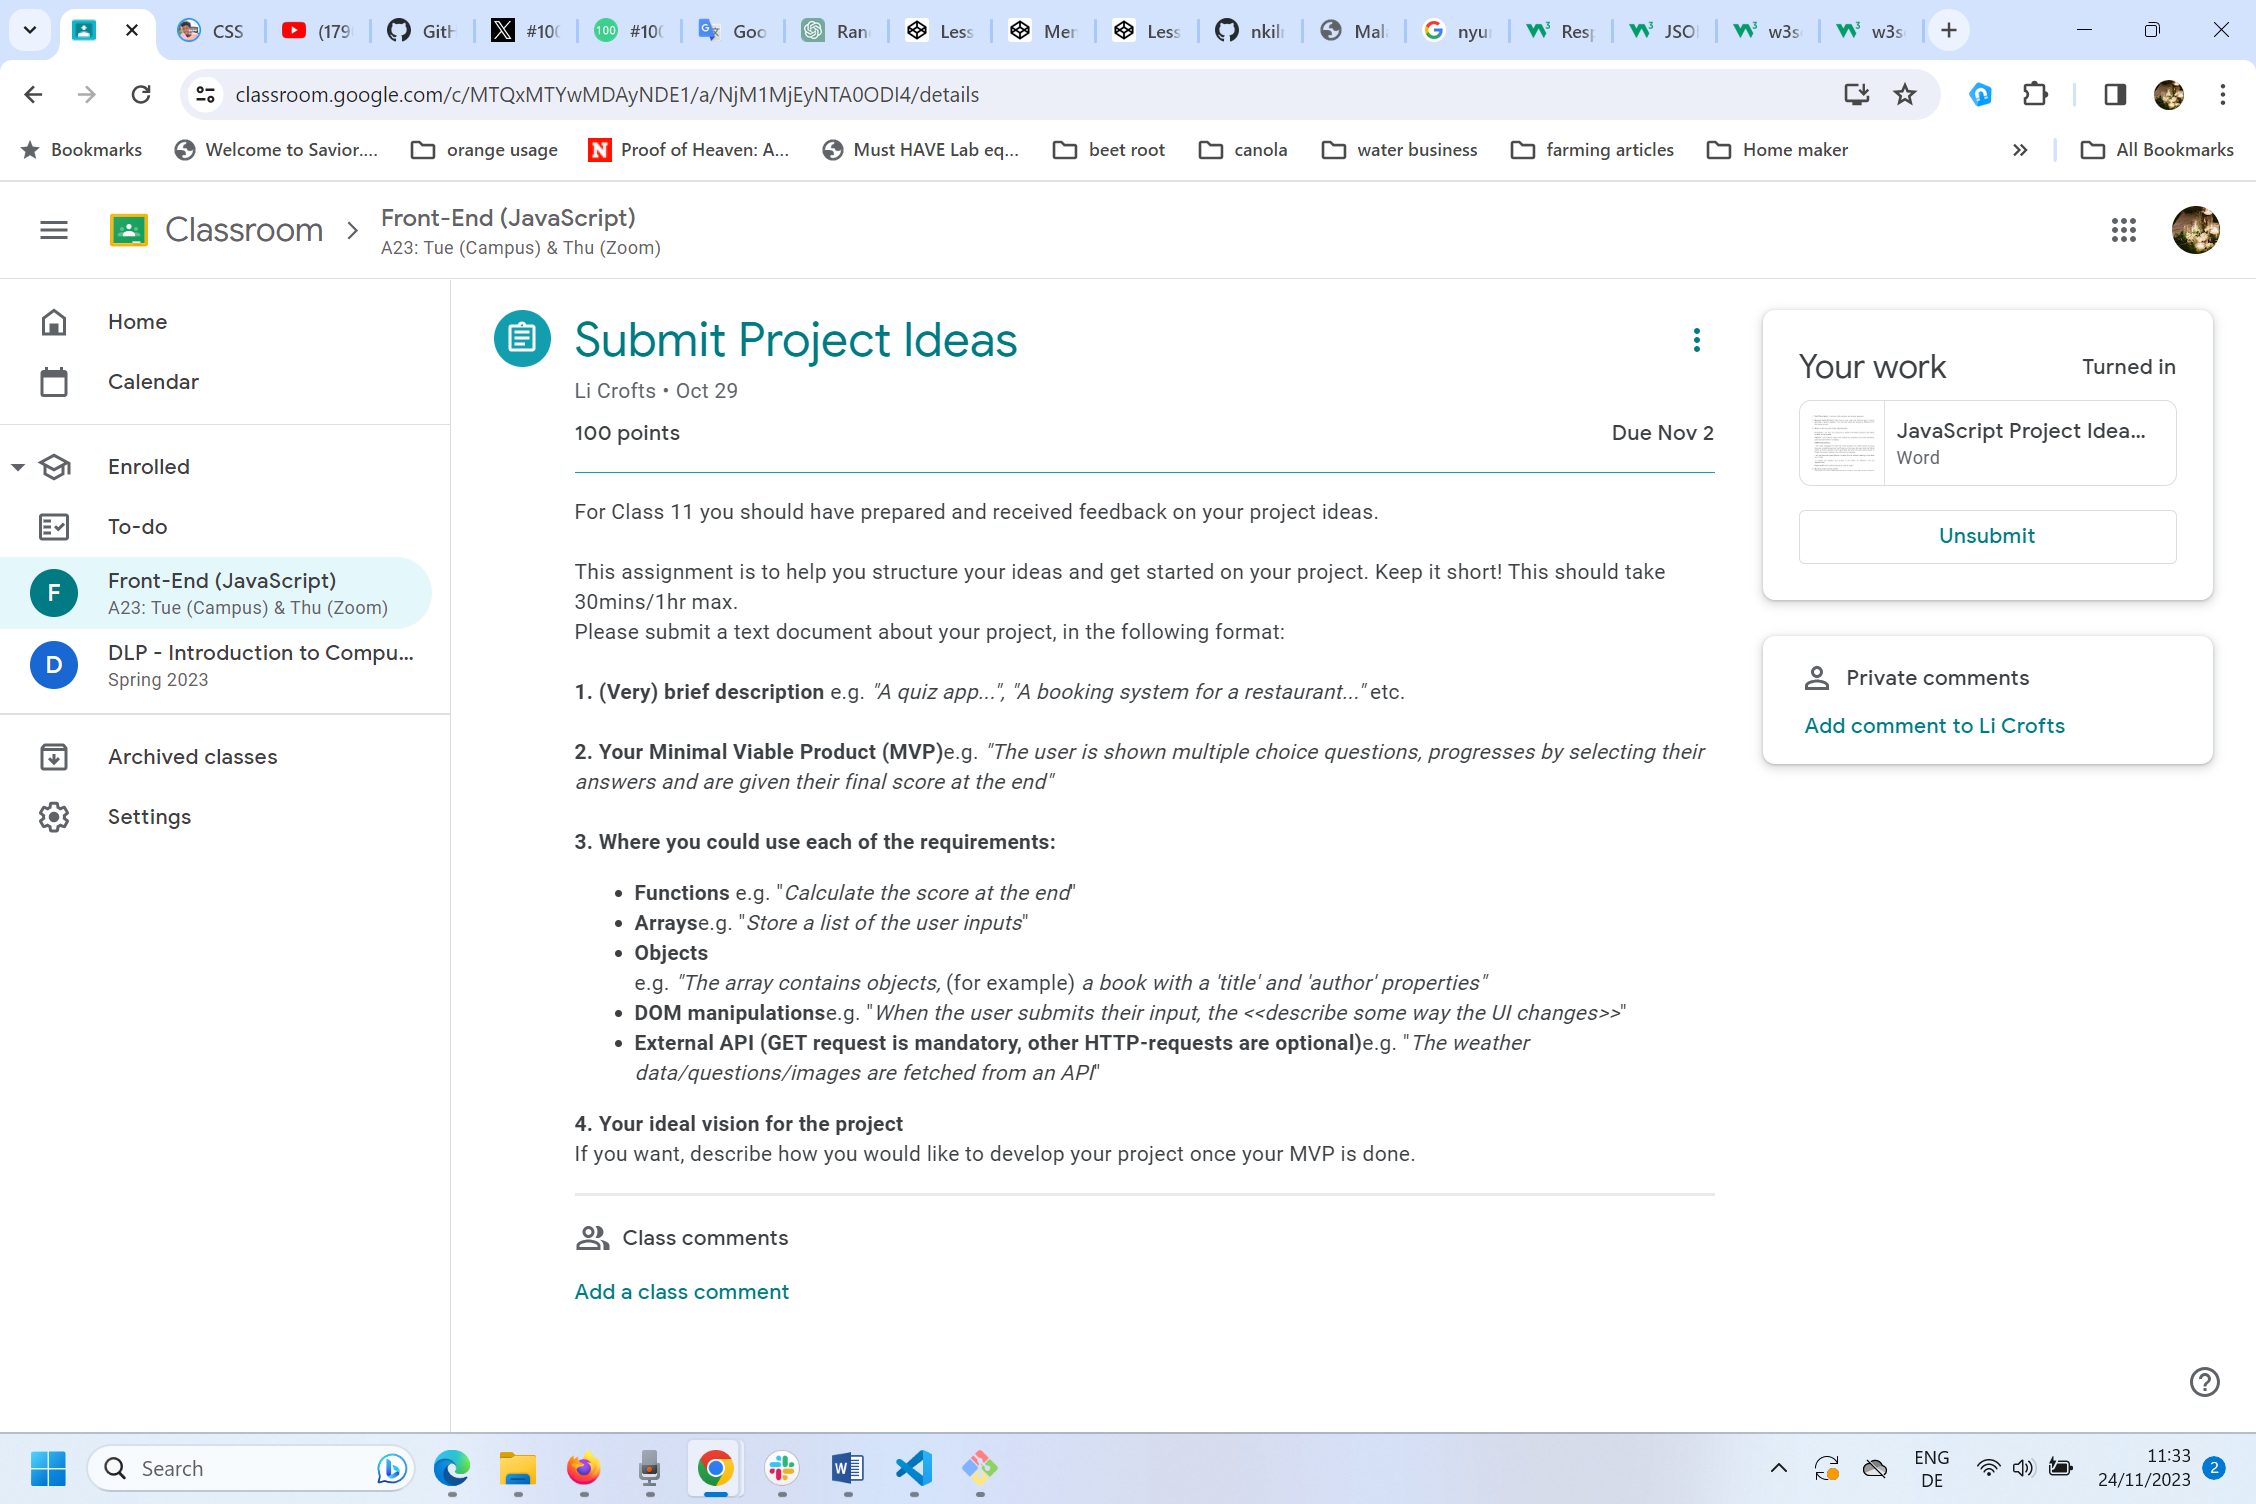 CSS
(179
GitH
#100
#100
Goo
Less
Less
nkiln
JSO
w3s
w3s
classroom.google.com/c/MTQxMTYwMDAyNDE1/a/NjM1MjEyNTA0ODI4/details
Bookmarks
Welcome to Savior....
orange usage
Proof of Heaven: A...
Must HAVE Lab eq...
beet root
canola
water business
farming articles
Home maker
All Bookmarks
Classroom
Front-End (JavaScript)
A23: Tue (Campus) & Thu (Zoom)
Home
Calendar
Enrolled
To-do
F
Front-End (JavaScript)
A23: Tue (Campus) & Thu (Zoom)
D
DLP - Introduction to Compu...
Spring 2023
Archived classes
Settings
Submit Project Ideas
Li Crofts • Oct 29
100 points
Due Nov 2
For Class 11 you should have prepared and received feedback on your project ideas.
This assignment is to help you structure your ideas and get started on your project. Keep it short! This should take
30mins/1hr max.
Please submit a text document about your project, in the following format:
1. (Very) brief description e.g. "A quiz app...", "A booking system for a restaurant..." etc.
2. Your Minimal Viable Product (MVP)e.g. "The user is shown multiple choice questions, progresses by selecting their
answers and are given their final score at the end"
3. Where you could use each of the requirements:
• Functions e.g. "Calculate the score at the end"
• Arrayse.g. "Store a list of the user inputs"
• Objects
e.g. "The array contains objects, (for example) a book with a 'title' and 'author' properties"
• DOM manipulationse.g. "When the user submits their input, the <<describe some way the UI changes>>"
• External API (GET request is mandatory, other HTTP-requests are optional)e.g. "The weather
data/questions/images are fetched from an API"
4. Your ideal vision for the project
If you want, describe how you would like to develop your project once your MVP is done.
Class comments
Add a class comment
Your work
Turned in
JavaScript Project Idea...
Word
Unsubmit
Private comments
Add comment to Li Crofts
Search
ENG
DE
11:33
24/11/2023
2